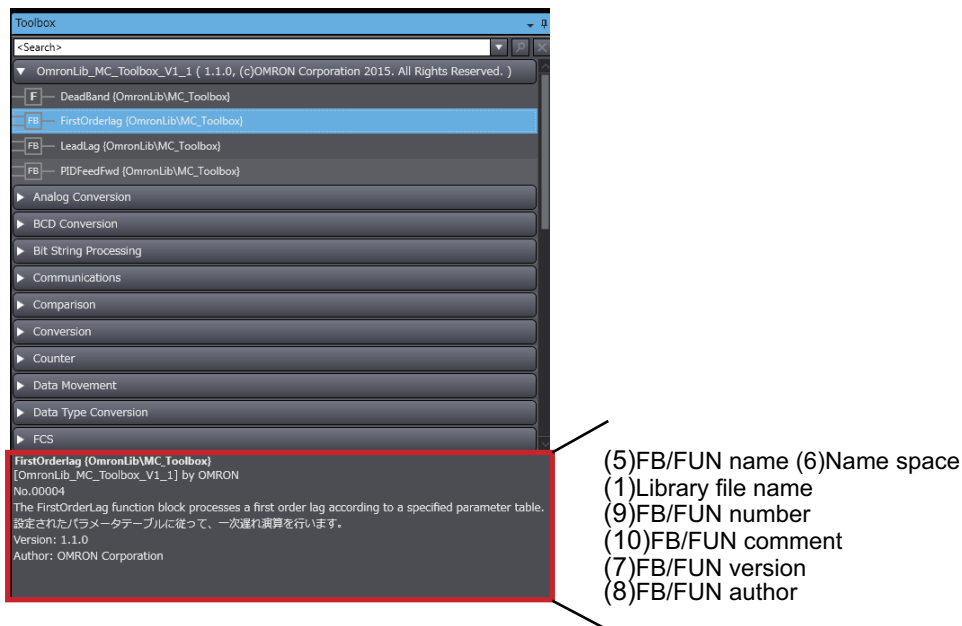 Toolbox
<Search>
OmronLib_MC_Toolbox_V1_1 ( 1.1.0, (c)OMRON Corporation 2015. All Rights Reserved. )
F DeadBand {OmronLib\MC_Toolbox}
FB FirstOrderlag {OmronLib\MC_Toolbox}
FB LeadLag {OmronLib\MC_Toolbox}
FB PIDFeedFwd {OmronLib\MC_Toolbox}
Analog Conversion
BCD Conversion
Bit String Processing
Communications
Comparison
Conversion
Counter
Data Movement
Data Type Conversion
FCS
FirstOrderlag {OmronLib\MC_Toolbox}
[OmronLib_MC_Toolbox_V1_1] by OMRON
No.00004
The FirstOrderLag function block processes a first order lag according to a specified parameter table.
設定されたパラメータテーブルに従って、一次遅れ演算を行います。
Version: 1.1.0
Author: OMRON Corporation
(5)FB/FUN name (6)Name space
(1)Library file name
(9)FB/FUN number
(10)FB/FUN comment
(7)FB/FUN version
(8)FB/FUN author